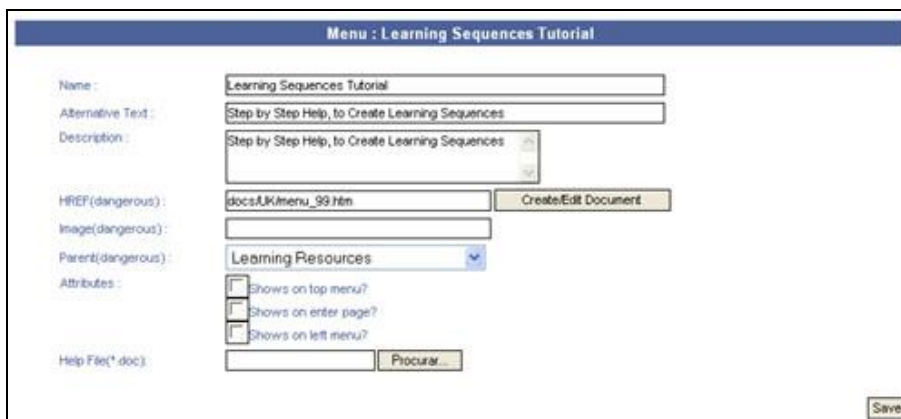 Menu : Learning Sequences Tutorial
Name : Learning Sequences Tutorial
Alternative Text : Step by Step Help, to Create Learning Sequences
Description : Step by Step Help, to Create Learning Sequences
HREF(dangerous) : docs/UK/menu_99.htm Create/Edit Document
Image(dangerous) :
Parent(dangerous) : Learning Resources
Attributes : Shows on top menu?
Shows on enter page?
Shows on left menu?
Help File(*.doc): Procurar...
Save